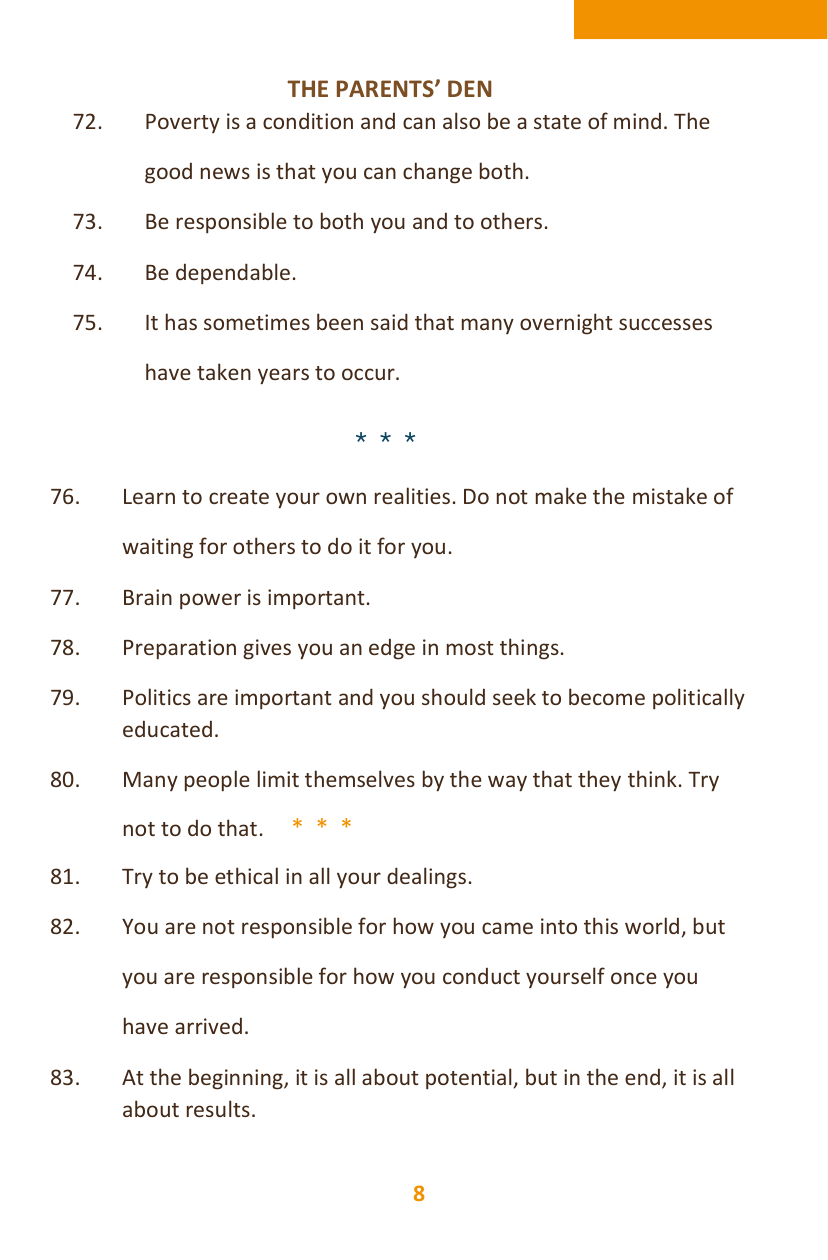 THE PARENTS’ DEN
72. Poverty is a condition and can also be a state of mind. The
good news is that you can change both.
73. Be responsible to both you and to others.
74. Be dependable.
75. It has sometimes been said that many overnight successes
have taken years to occur.
* * *
76. Learn to create your own realities. Do not make the mistake of
waiting for others to do it for you.
77. Brain power is important.
78. Preparation gives you an edge in most things.
79. Politics are important and you should seek to become politically
educated.
80. Many people limit themselves by the way that they think. Try
not to do that. * * *
81. Try to be ethical in all your dealings.
82. You are not responsible for how you came into this world, but
you are responsible for how you conduct yourself once you
have arrived.
83. At the beginning, it is all about potential, but in the end, it is all
about results.
8